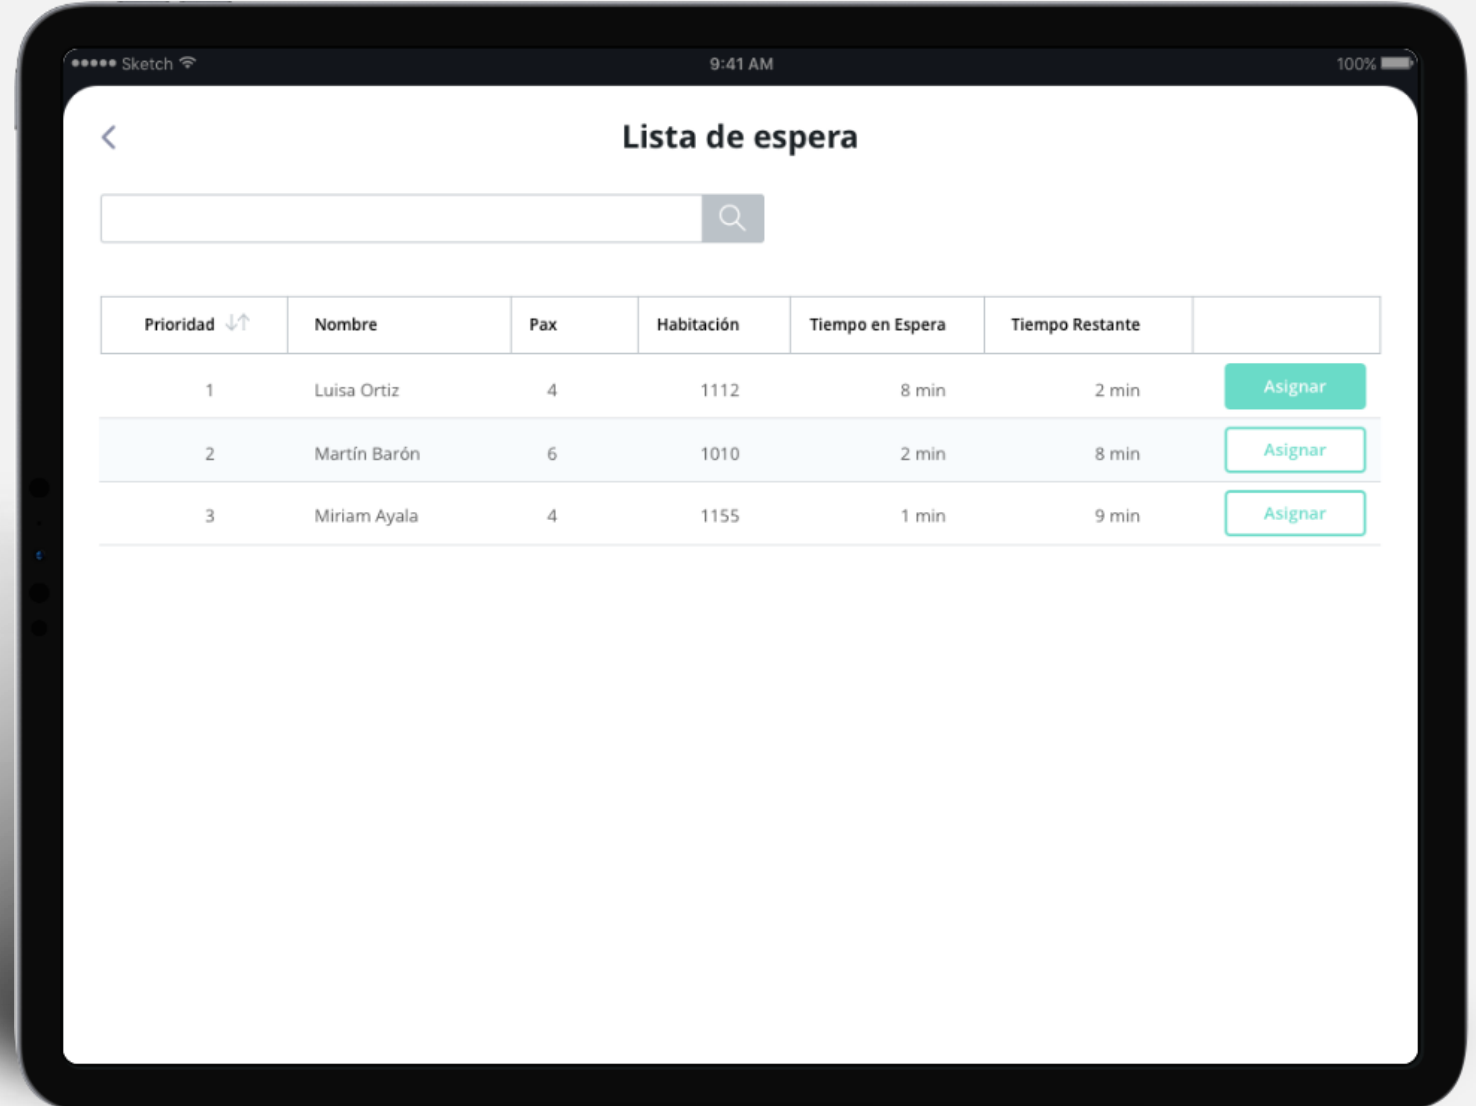 Sketch 9:41 AM 100%
Lista de espera
Prioridad Nombre Pax Habitación Tiempo en Espera Tiempo Restante
1 Luisa Ortiz 4 1112 8 min 2 min Asignar
2 Martín Barón 6 1010 2 min 8 min Asignar
3 Miriam Ayala 4 1155 1 min 9 min Asignar